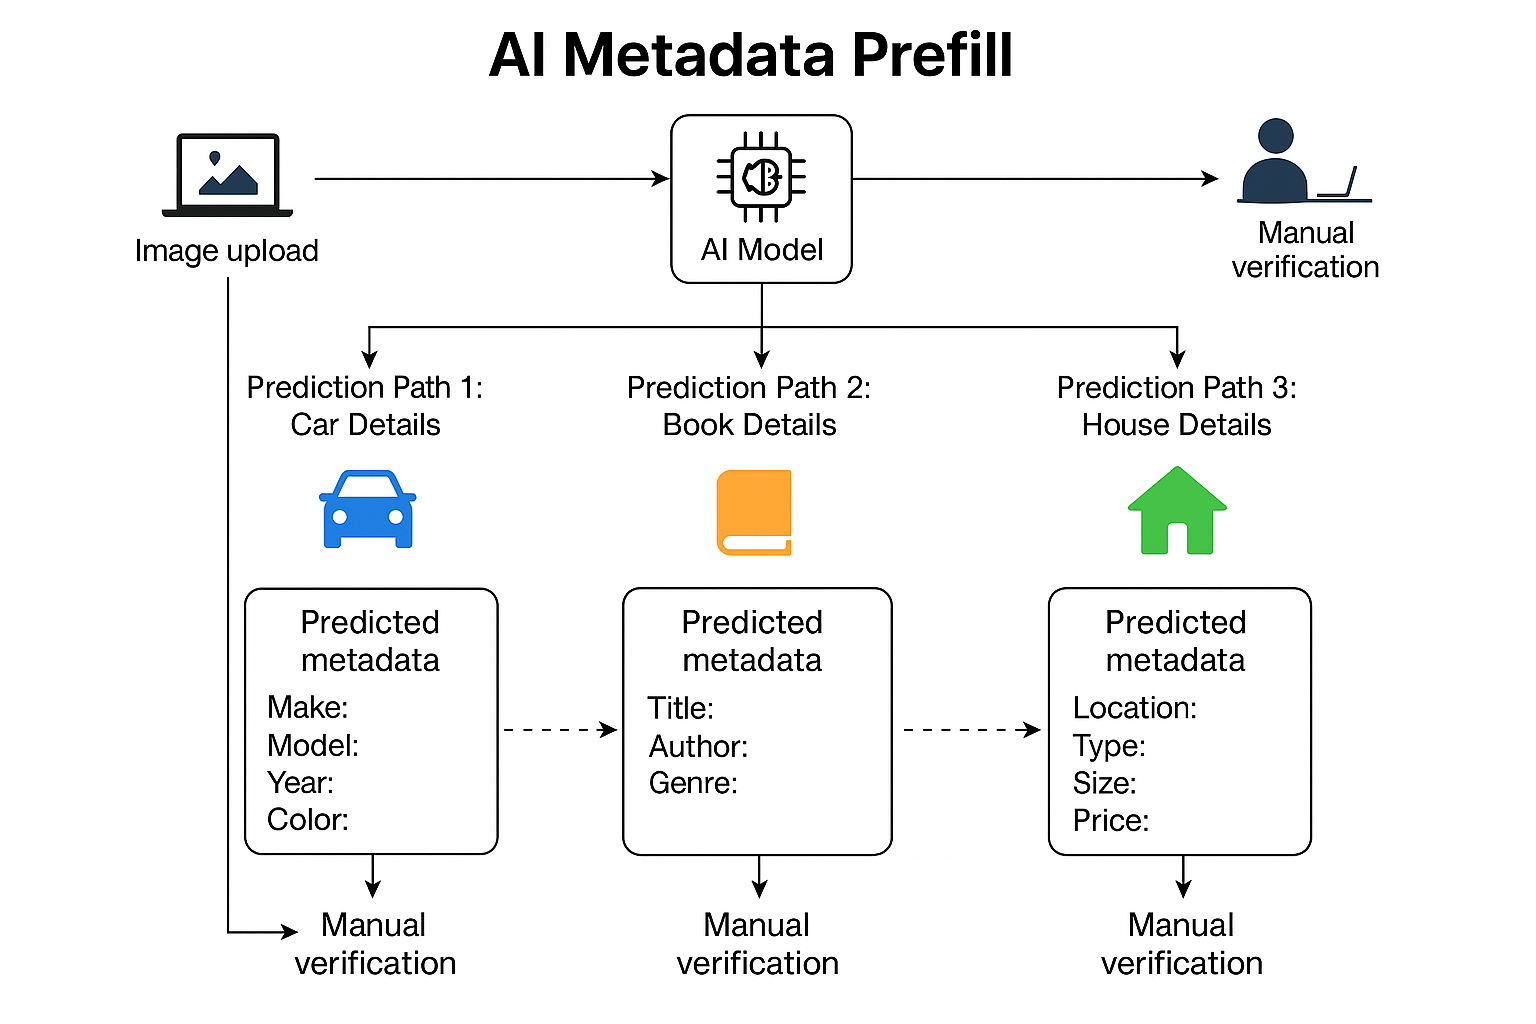 AI Metadata Prefill
Image upload
AI Model
Manual
verification
Prediction Path 1:
Car Details
Prediction Path 2:
Book Details
Prediction Path 3:
House Details
Predicted
metadata
Make:
Model:
Year:
Color:
Predicted
metadata
Title:
Author:
Genre:
Predicted
metadata
Location:
Type:
Size:
Price:
Manual
verification
Manual
verification
Manual
verification